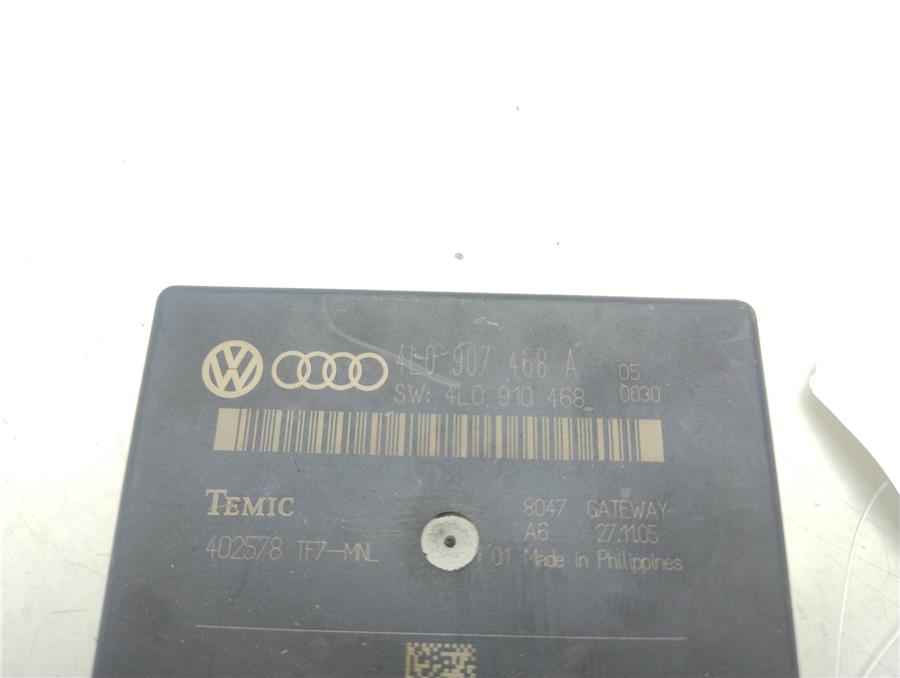 4L0 907 468 A 05
SW: 4L0 910 468 0030
TEMIC 8047 GATEWAY
A6 27.11.05
402578 TF7-MNL 01 Made in Philippines